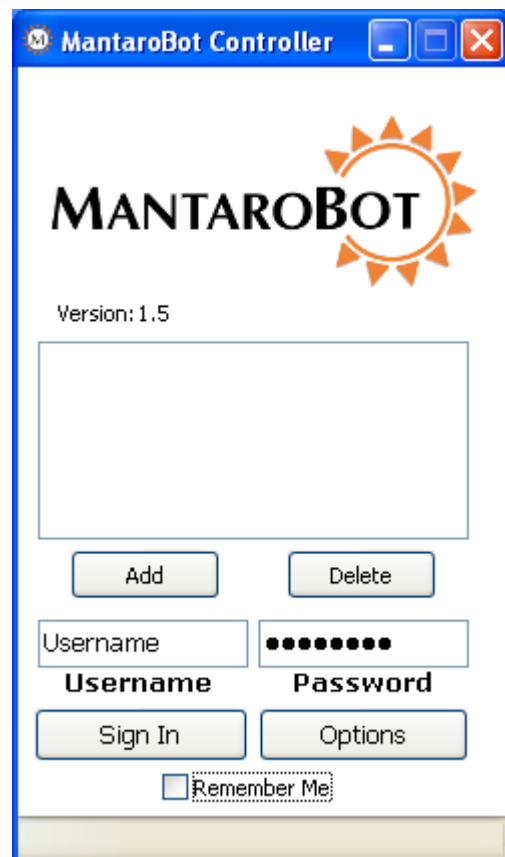 MantaroBot Controller
MANTAROBOT
Version: 1.5
Add Delete
Username ●●●●●●●●
Username Password
Sign In Options
Remember Me